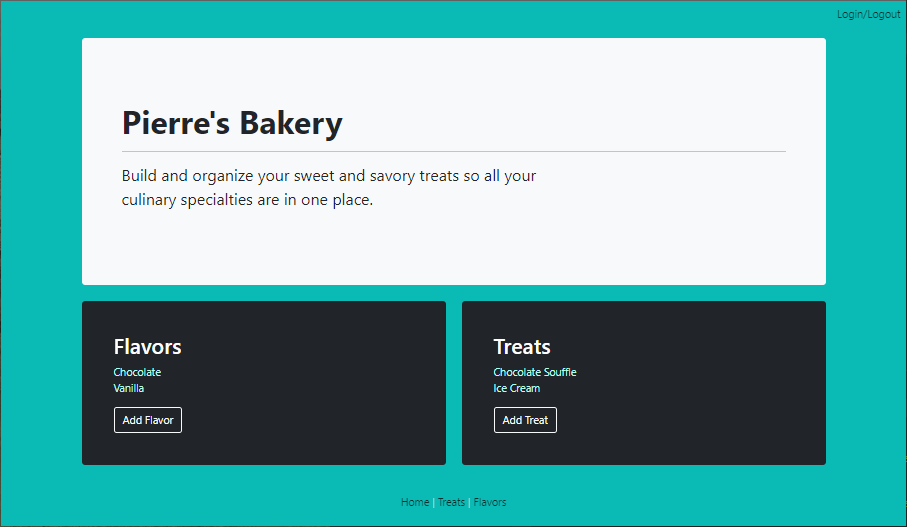 Login/Logout
Pierre's Bakery
Build and organize your sweet and savory treats so all your
culinary specialties are in one place.
Flavors
Chocolate
Vanilla
Add Flavor
Treats
Chocolate Souffle
Ice Cream
Add Treat
Home | Treats | Flavors